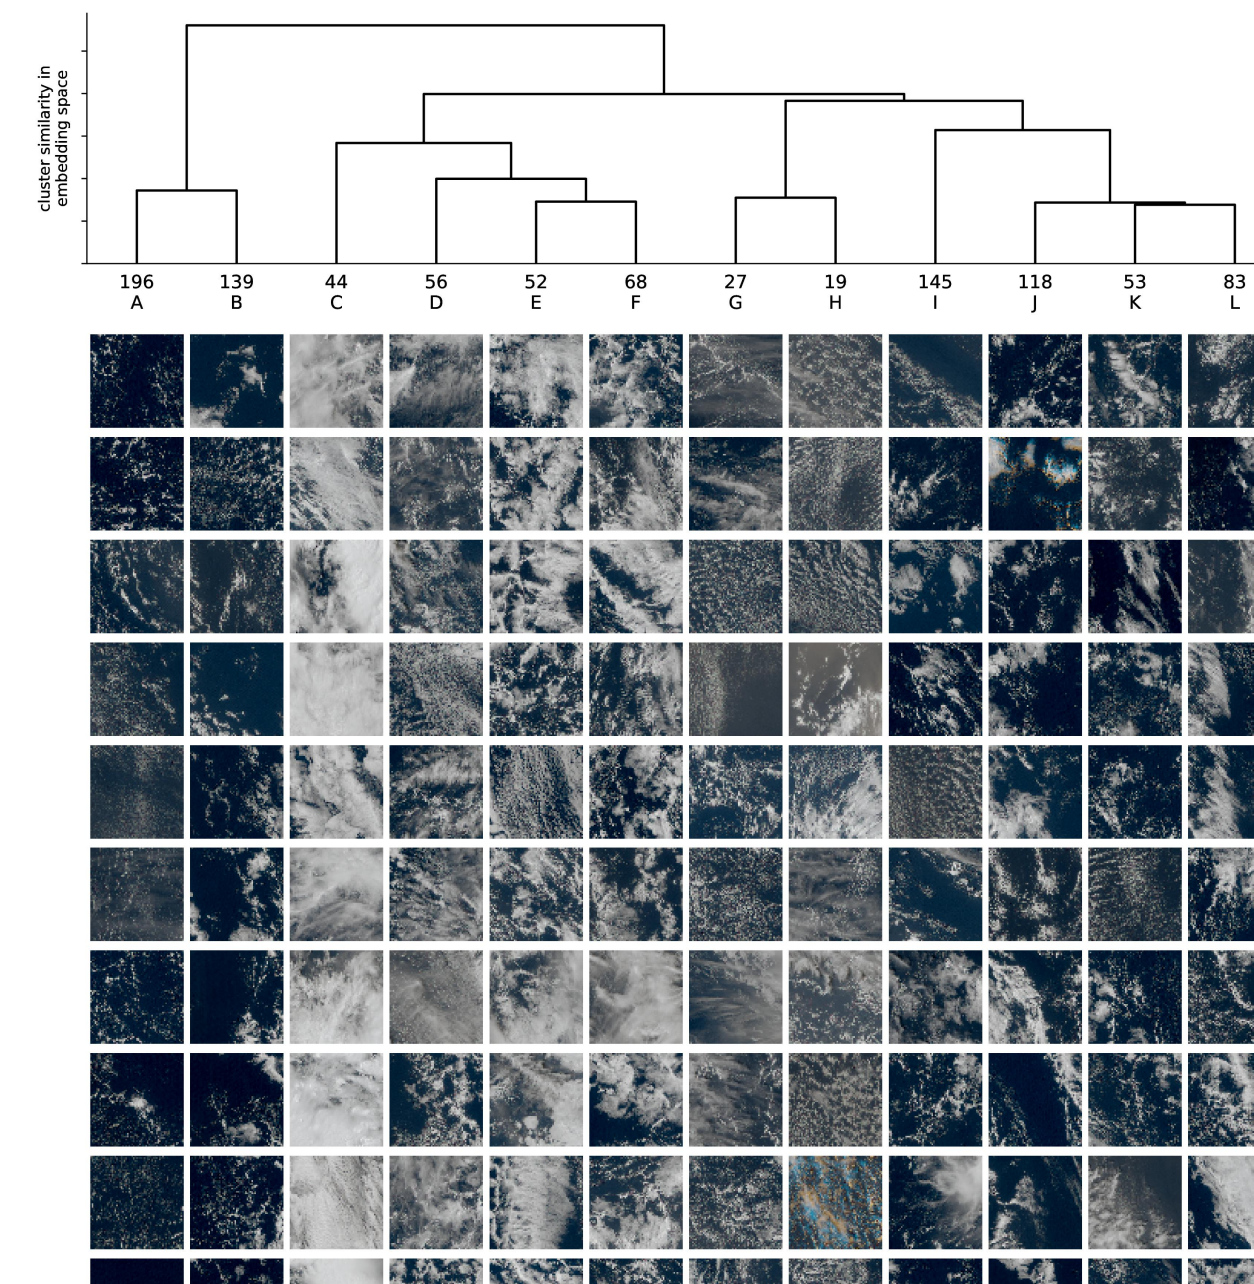 cluster similarity in
embedding space
196 139 44 56 52 68 27 19 145 118 53 83
A B C D E F G H I J K L